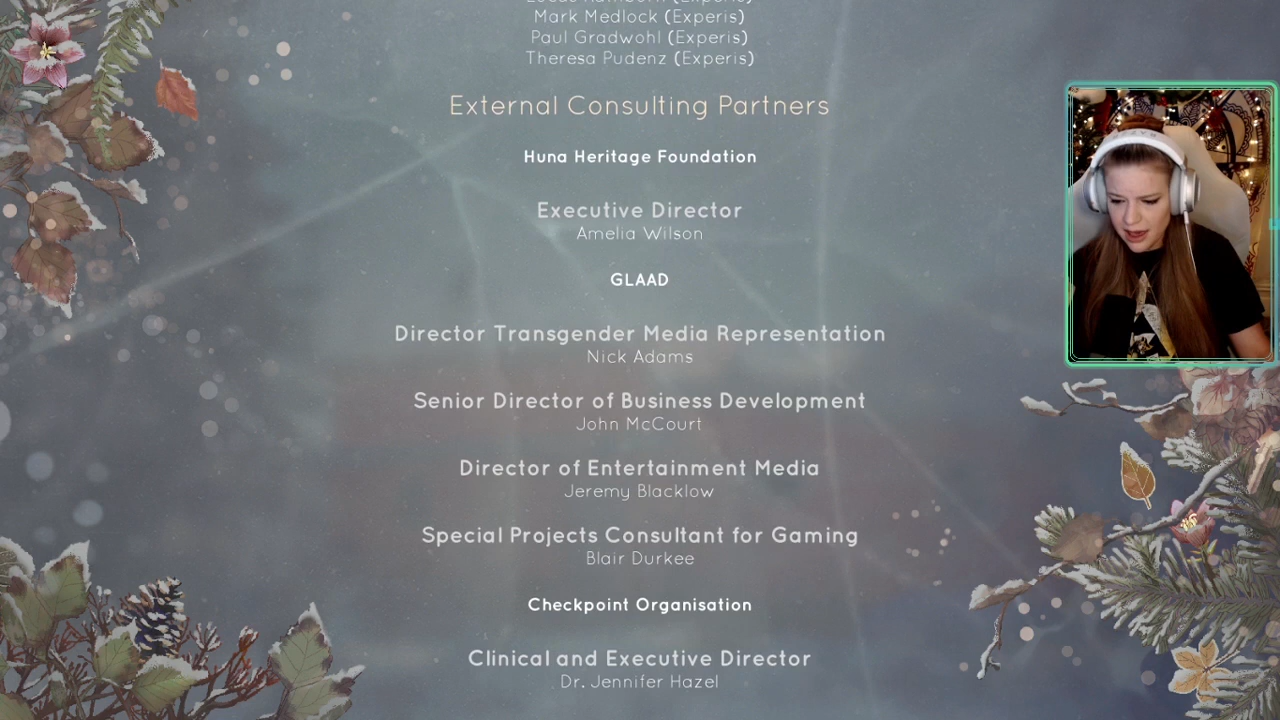 Mark Medlock (Experis)
Paul Gradwohl (Experis)
Theresa Pudenz (Experis)
External Consulting Partners
Huna Heritage Foundation
Executive Director
Amelia Wilson
GLAAD
Director Transgender Media Representation
Nick Adams
Senior Director of Business Development
John McCourt
Director of Entertainment Media
Jeremy Blacklow
Special Projects Consultant for Gaming
Blair Durkee
Checkpoint Organisation
Clinical and Executive Director
Dr. Jennifer Hazel